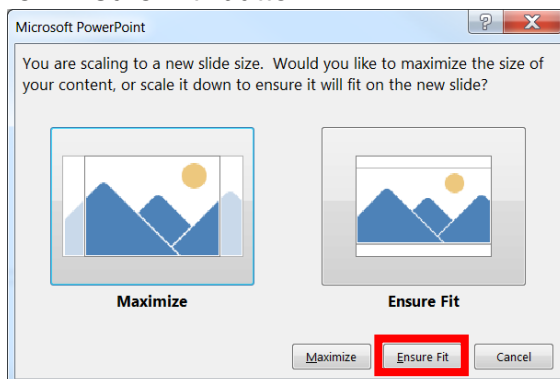 Microsoft PowerPoint
You are scaling to a new slide size. Would you like to maximize the size of
your content, or scale it down to ensure it will fit on the new slide?
Maximize
Ensure Fit
Maximize
Ensure Fit
Cancel